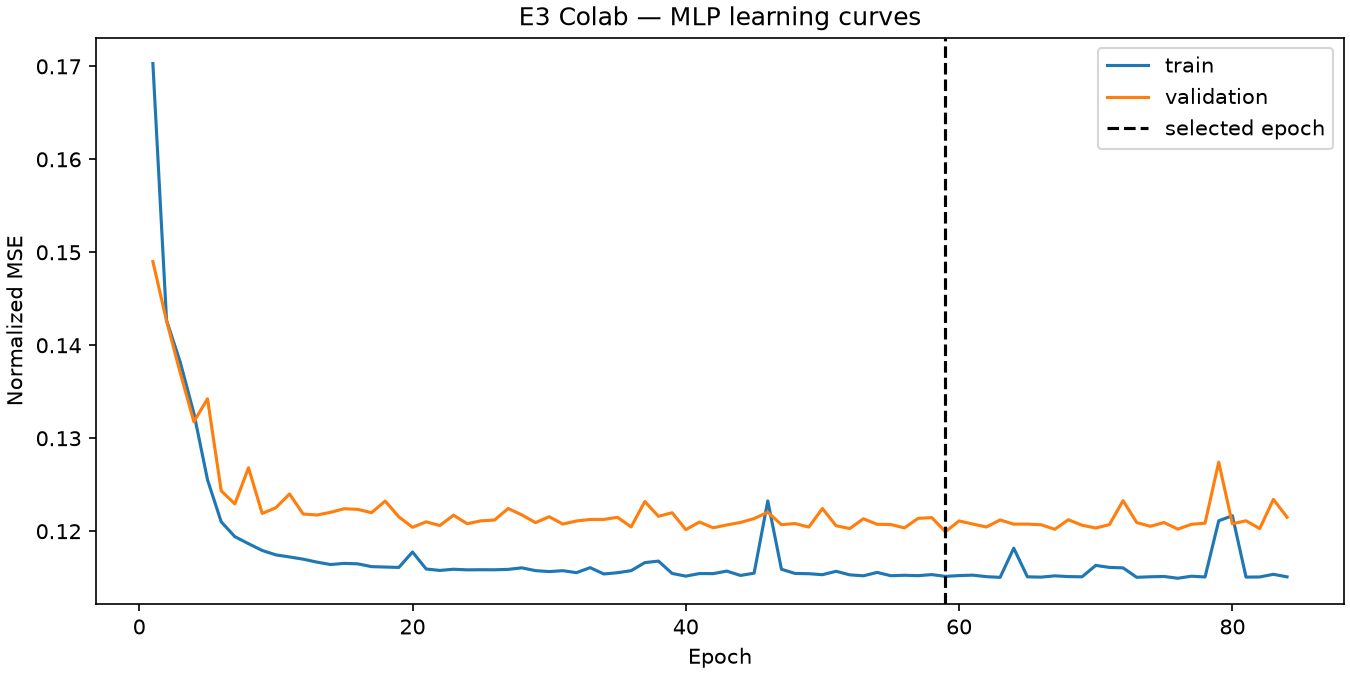 E3 Colab — MLP learning curves
train
validation
selected epoch
Normalized MSE
0.17
0.16
0.15
0.14
0.13
0.12
0
20
40
60
80
Epoch